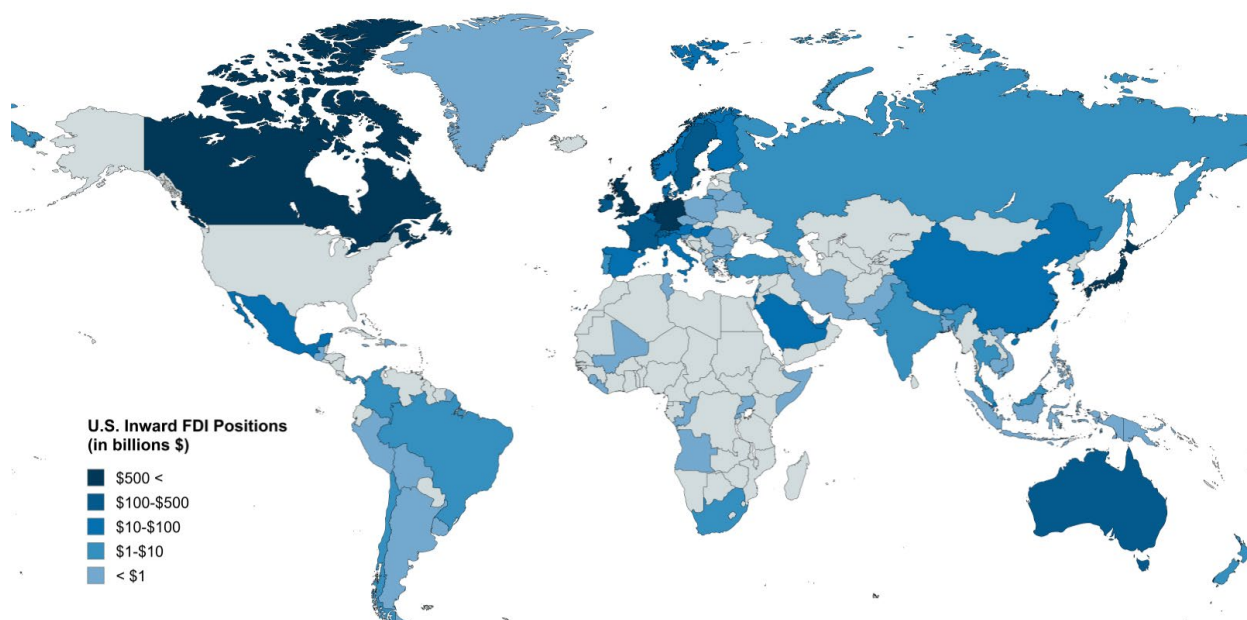 U.S. Inward FDI Positions
(in billions $)
$500 <
$100-$500
$10-$100
$1-$10
< $1